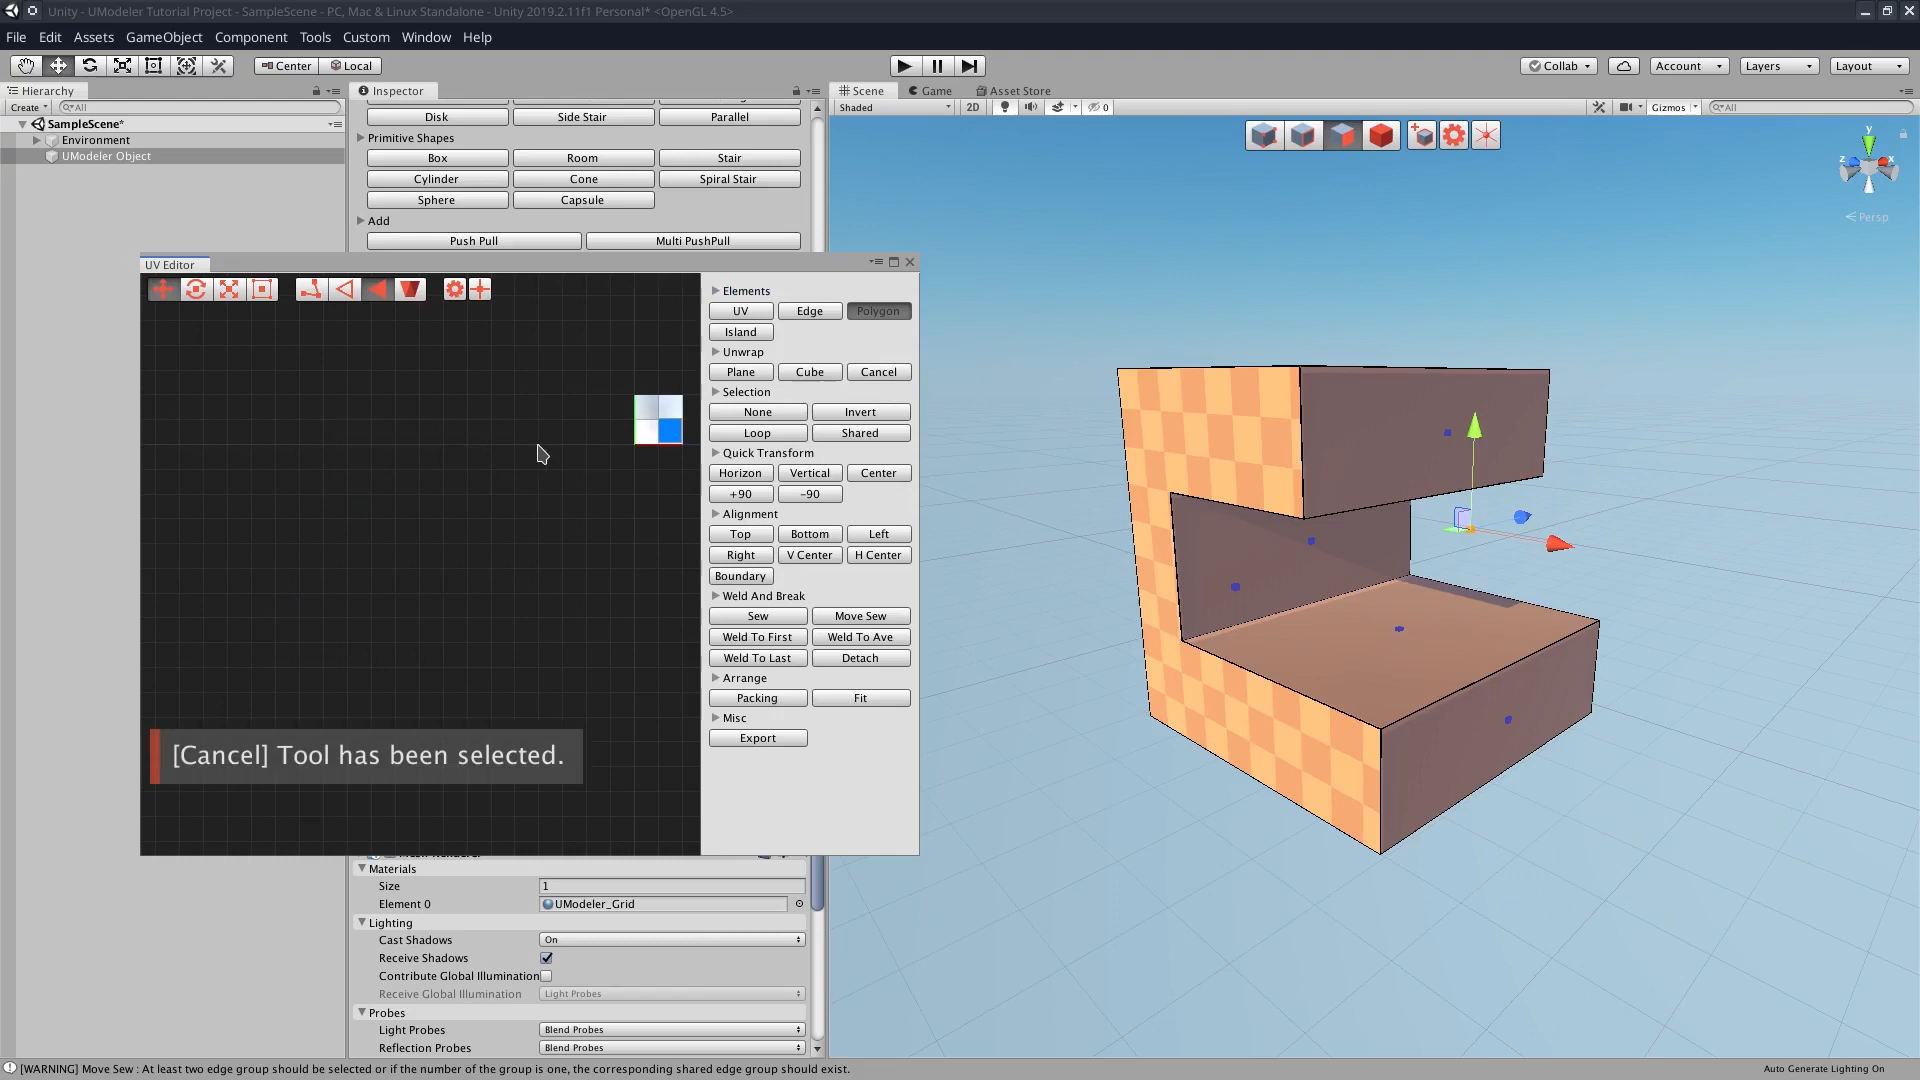 Unity - UModeler Tutorial Project - SampleScene - PC, Mac & Linux Standalone - Unity 2019.2.11f1 Personal* <OpenGL 4.5>
File Edit Assets GameObject Component Tools Custom Window Help
Center Local Collab Account Layers Layout
Hierarchy Inspector Scene Game Asset Store
Create All Shaded 2D 0 Gizmos All
SampleScene*
Environment
UModeler Object
Disk Side Stair Parallel
Primitive Shapes
Box Room Stair
Cylinder Cone Spiral Stair
Sphere Capsule
Add
Push Pull Multi PushPull
UV Editor
Elements
UV Edge Polygon
Island
Unwrap
Plane Cube Cancel
Selection
None Invert
Loop Shared
Quick Transform
Horizon Vertical Center
+90 -90
Alignment
Top Bottom Left
Right V Center H Center
Boundary
Weld And Break
Sew Move Sew
Weld To First Weld To Ave
Weld To Last Detach
Arrange
Packing Fit
Misc
Export
[Cancel] Tool has been selected.
y
z x
Persp
Materials
Size 1
Element 0 UModeler_Grid
Lighting
Cast Shadows On
Receive Shadows
Contribute Global Illumination
Receive Global Illumination Light Probes
Probes
Light Probes Blend Probes
Reflection Probes Blend Probes
[WARNING] Move Sew : At least two edge group should be selected or if the number of the group is one, the corresponding shared edge group should exist.
Auto Generate Lighting On